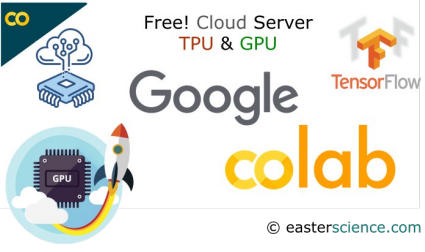 CO
Free! Cloud Server
TPU & GPU
TensorFlow
Google
colab
GPU
© easterscience.com